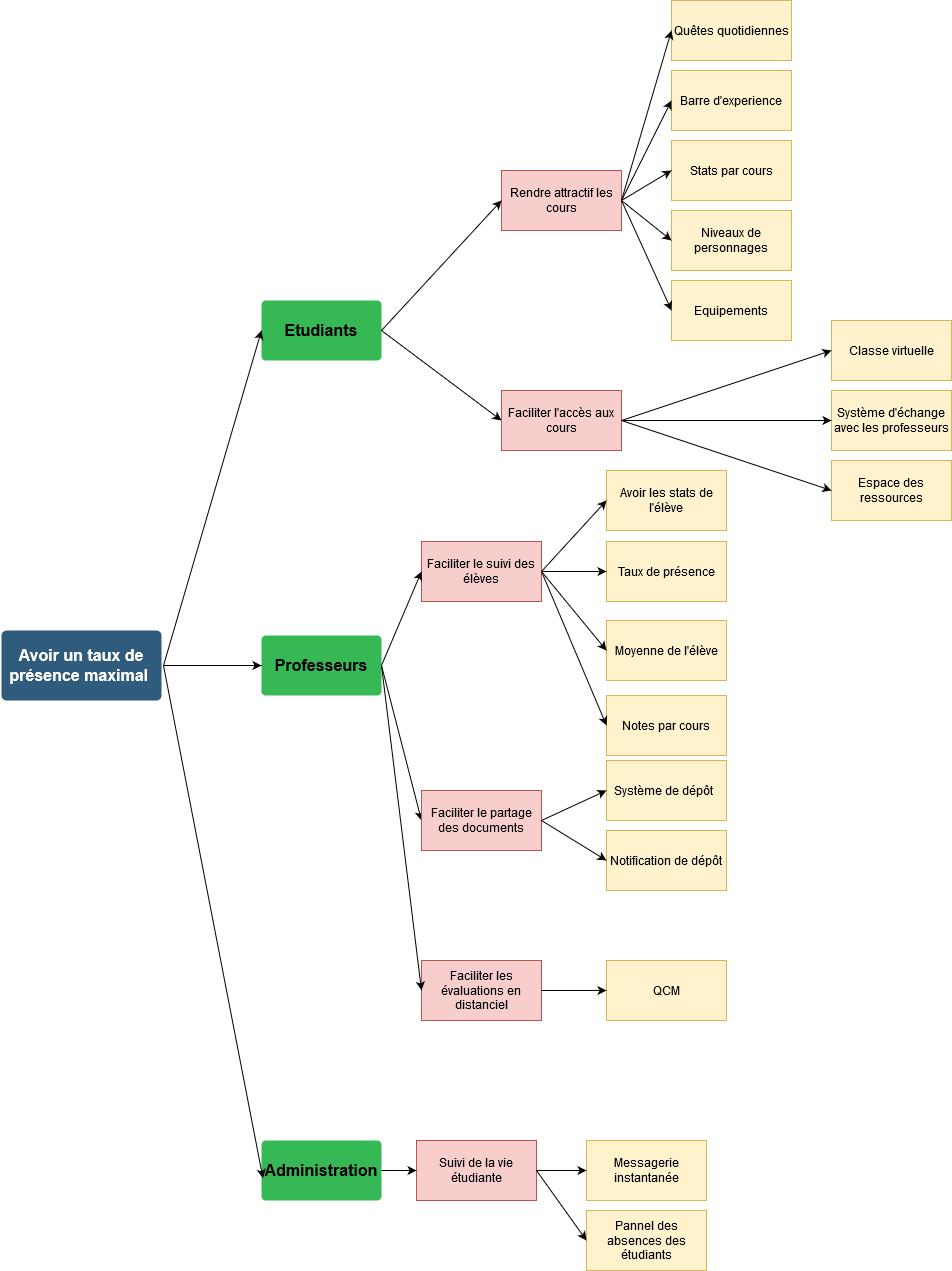 Avoir un taux de
présence maximal
Etudiants
Rendre attractif les
cours
Quêtes quotidiennes
Barre d'experience
Stats par cours
Niveaux de
personnages
Equipements
Faciliter l'accès aux
cours
Classe virtuelle
Système d'échange
avec les professeurs
Espace des
ressources
Professeurs
Faciliter le suivi des
élèves
Avoir les stats de
l'élève
Taux de présence
Moyenne de l'élève
Notes par cours
Faciliter le partage
des documents
Système de dépôt
Notification de dépôt
Faciliter les
évaluations en
distanciel
QCM
Administration
Suivi de la vie
étudiante
Messagerie
instantanée
Pannel des
absences des
étudiants